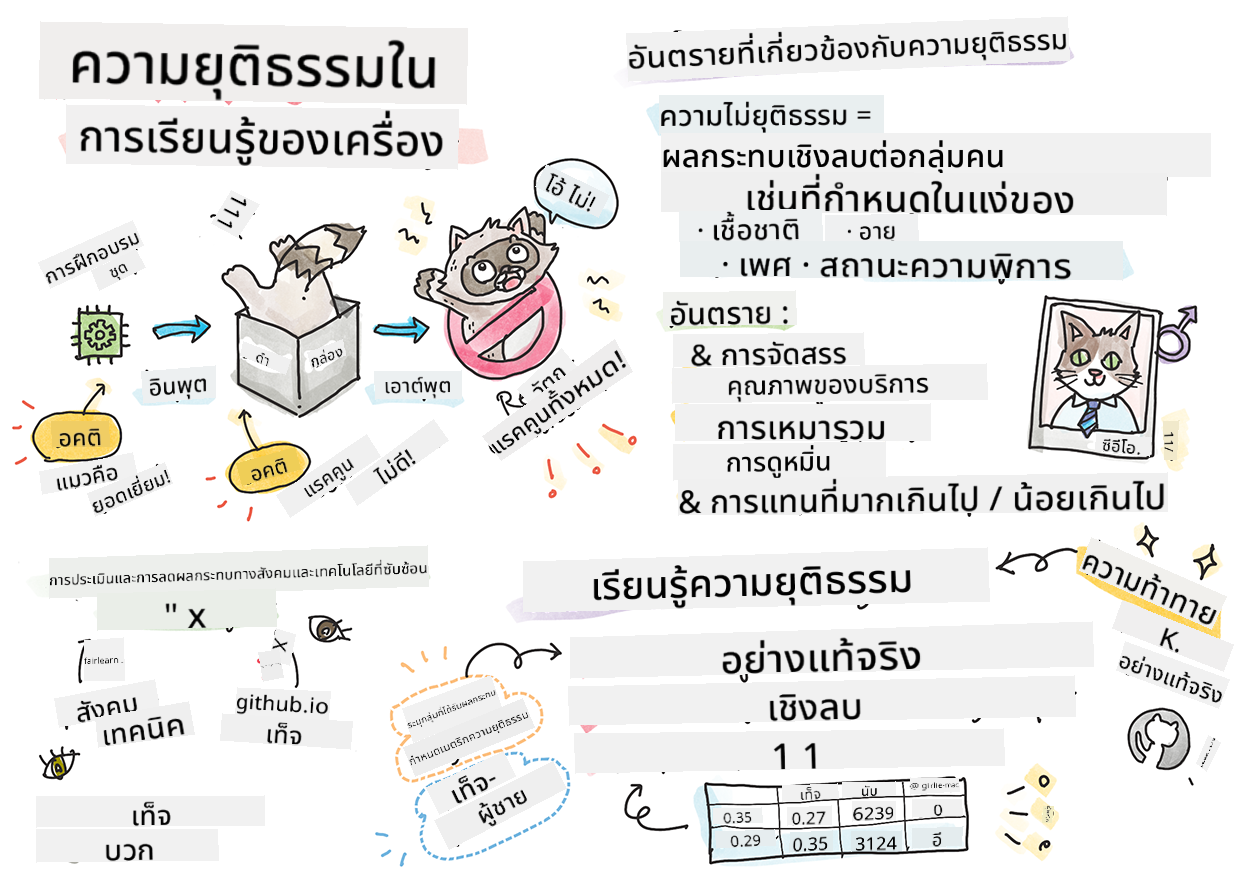 ความยุติธรรมใน
การเรียนรู้ของเครื่อง
โอ้ ไม่!
111
การฝึกอบรม
ชุด
ดำ
กล่อง
อินพุต
เอาต์พุต
แรคคูนทั้งหมด!
อคติ
แมวคือ
ยอดเยี่ยม!
อคติ
แรคคูน
ไม่ดี!
อันตรายที่เกี่ยวข้องกับความยุติธรรม
ความไม่ยุติธรรม =
ผลกระทบเชิงลบต่อกลุ่มคน
เช่นที่กำหนดในแง่ของ
· เชื้อชาติ · อายุ
· เพศ · สถานะความพิการ
อันตราย :
& การจัดสรร
คุณภาพของบริการ
การเหมารวม
การดูหมิ่น
& การแทนที่มากเกินไป / น้อยเกินไป
ซีอีโอ.
11/
การประเมินและการลดผลกระทบทางสังคมและเทคโนโลยีที่ซับซ้อน
" x
fairlearn .
x
สังคม
เทคนิค
github.io
เท็จ
เท็จ
บวก
เรียนรู้ความยุติธรรม
อย่างแท้จริง
เชิงลบ
1 1
ความท้าทาย
K.
อย่างแท้จริง
ระบุกลุ่มที่ได้รับผลกระทบ
กำหนดเมตริกความยุติธรรม
เท็จ-
ผู้ชาย
เท็จ นับ @ girlie-mac
0.35 0.27 6239 0
0.29 0.35 3124 อี